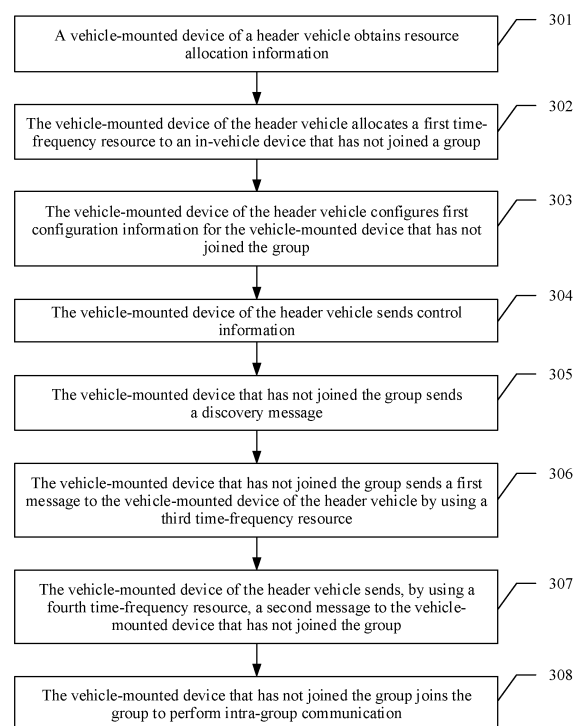 301
A vehicle-mounted device of a header vehicle obtains resource
allocation information
302
The vehicle-mounted device of the header vehicle allocates a first time-
frequency resource to an in-vehicle device that has not joined a group
303
The vehicle-mounted device of the header vehicle configures first
configuration information for the vehicle-mounted device that has not
joined the group
304
The vehicle-mounted device of the header vehicle sends control
information
305
The vehicle-mounted device that has not joined the group sends
a discovery message
306
The vehicle-mounted device that has not joined the group sends a first
message to the vehicle-mounted device of the header vehicle by using a
third time-frequency resource
307
The vehicle-mounted device of the header vehicle sends, by using a
fourth time-frequency resource, a second message to the vehicle-
mounted device that has not joined the group
308
The vehicle-mounted device that has not joined the group joins the
group to perform intra-group communication